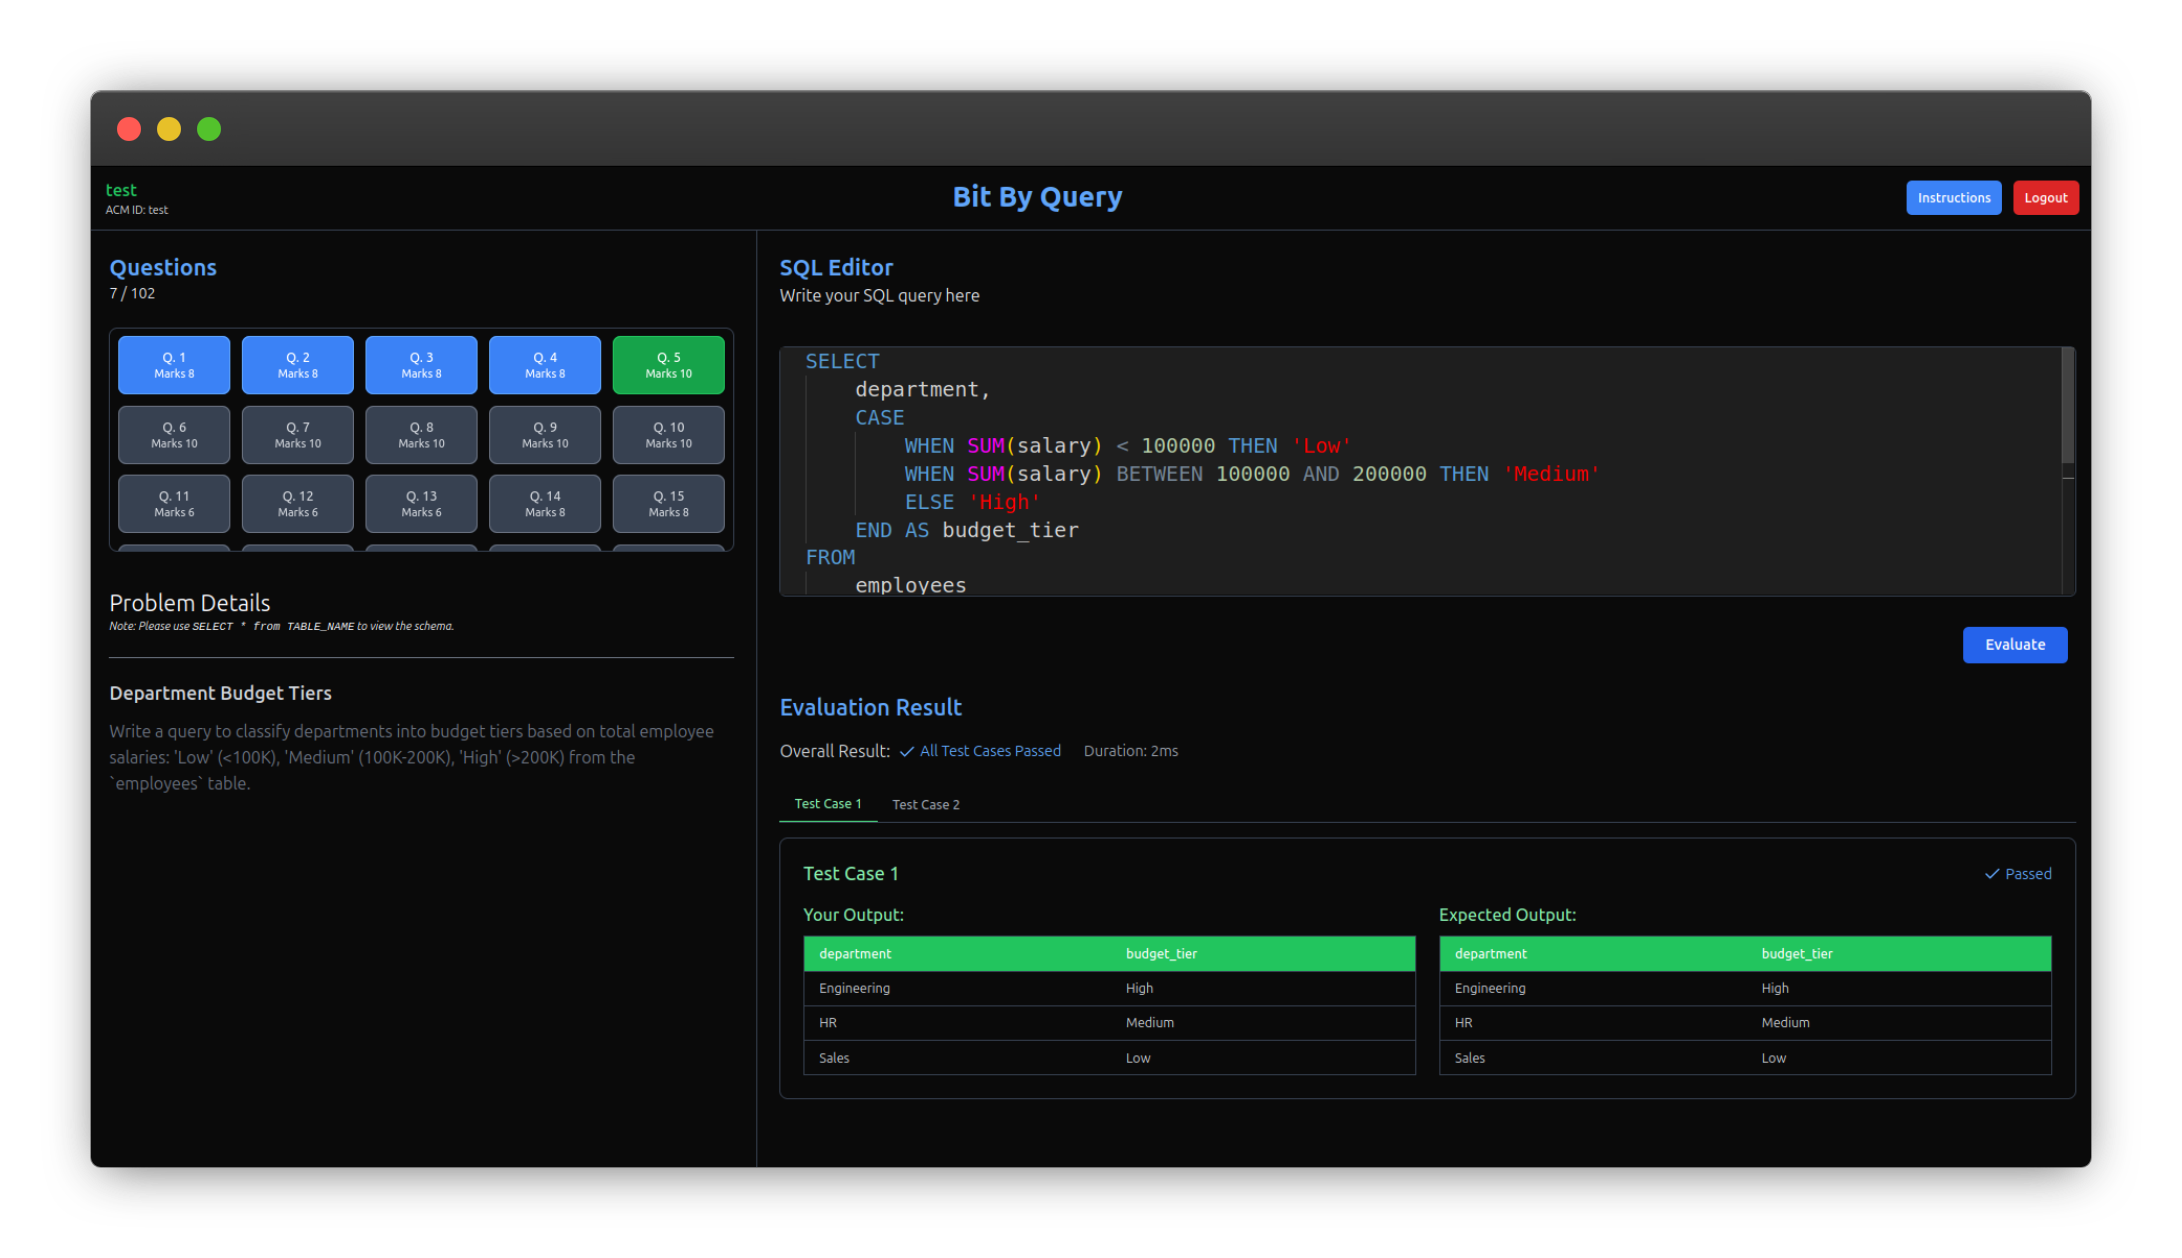 test
ACM ID: test
Bit By Query
Instructions
Logout
Questions
7 / 102
Q. 1
Marks 8
Q. 2
Marks 8
Q. 3
Marks 8
Q. 4
Marks 8
Q. 5
Marks 10
Q. 6
Marks 10
Q. 7
Marks 10
Q. 8
Marks 10
Q. 9
Marks 10
Q. 10
Marks 10
Q. 11
Marks 6
Q. 12
Marks 6
Q. 13
Marks 6
Q. 14
Marks 8
Q. 15
Marks 8
Problem Details
Note: Please use SELECT * from TABLE_NAME to view the schema.
Department Budget Tiers
Write a query to classify departments into budget tiers based on total employee
salaries: 'Low' (<100K), 'Medium' (100K-200K), 'High' (>200K) from the
`employees` table.
SQL Editor
Write your SQL query here
SELECT
department,
CASE
WHEN SUM(salary) < 100000 THEN 'Low'
WHEN SUM(salary) BETWEEN 100000 AND 200000 THEN 'Medium'
ELSE 'High'
END AS budget_tier
FROM
employees
Evaluate
Evaluation Result
Overall Result: ✓ All Test Cases Passed Duration: 2ms
Test Case 1
Test Case 2
Test Case 1
✓ Passed
Your Output:
department budget_tier
Engineering High
HR Medium
Sales Low
Expected Output:
department budget_tier
Engineering High
HR Medium
Sales Low